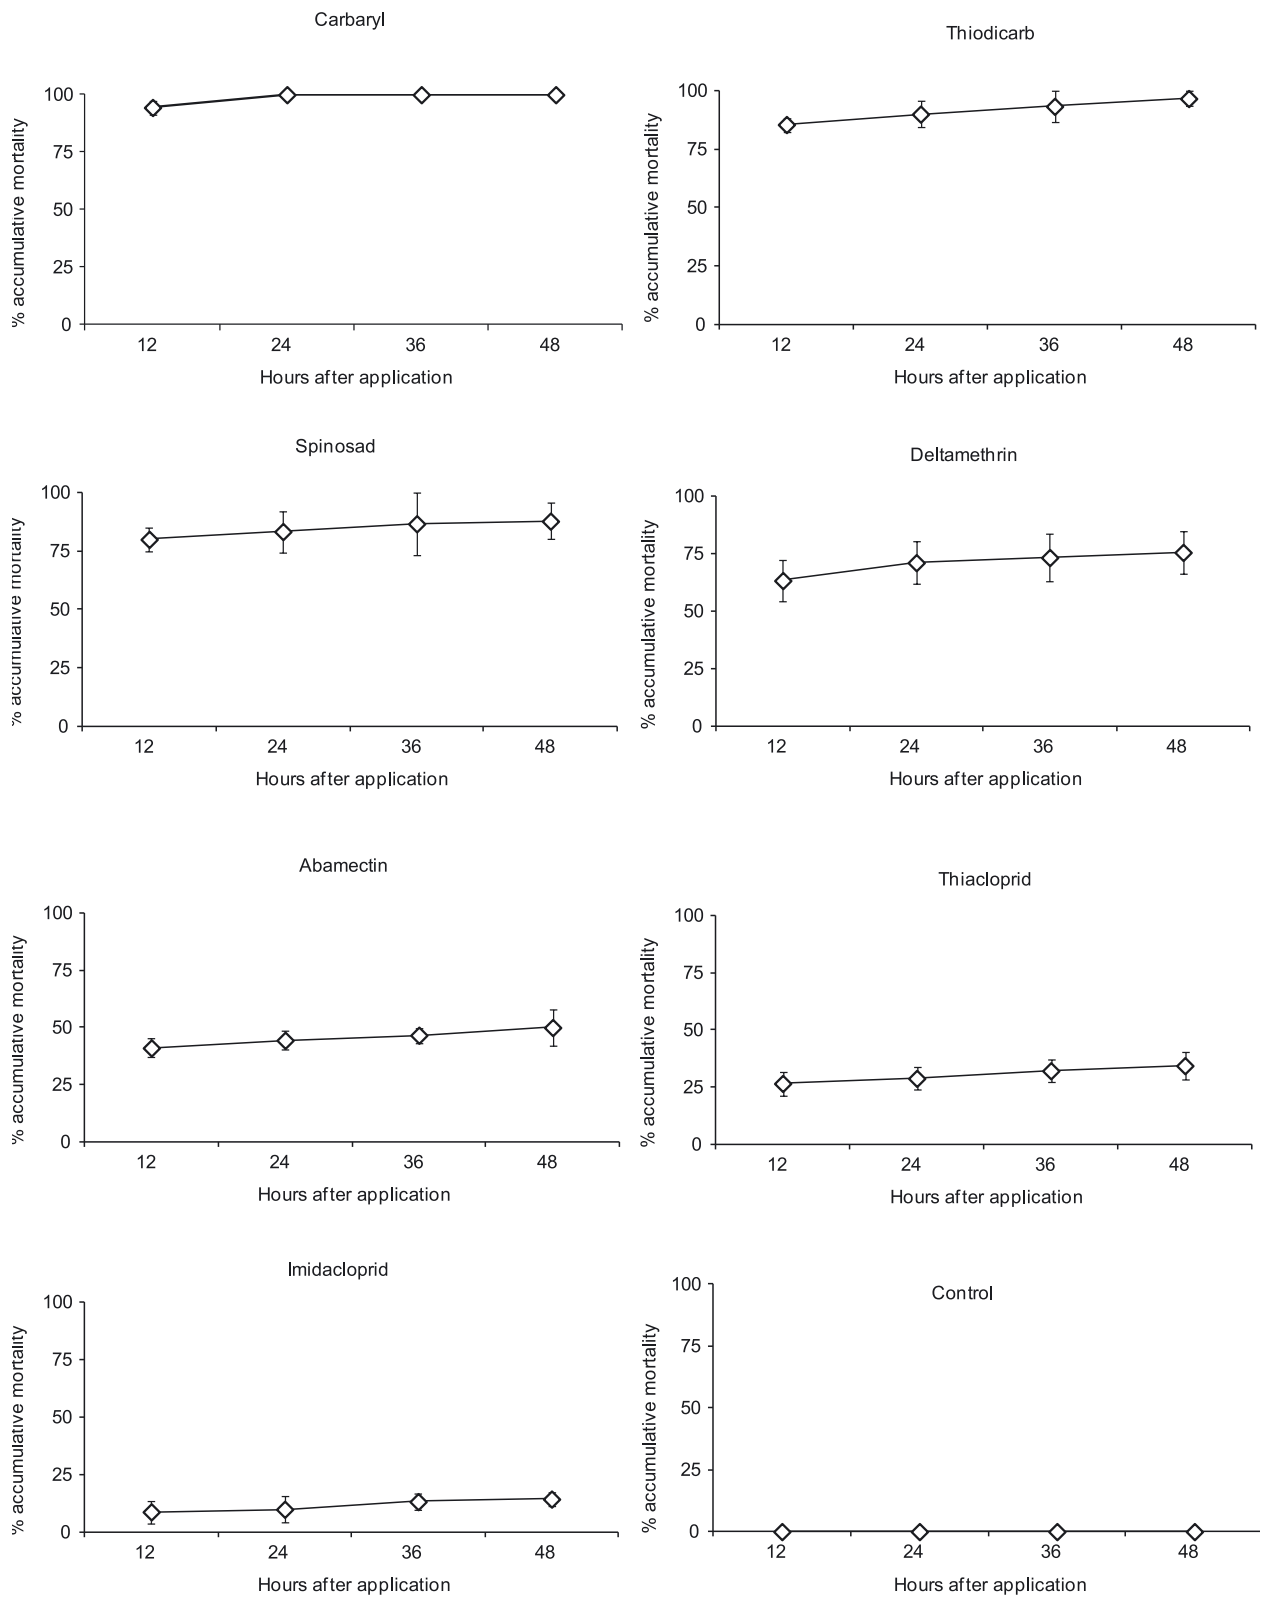 Carbaryl
% accumulative mortality
100
75
50
25
0
12 24 36 48
Hours after application
Thiodicarb
% accumulative mortality
100
75
50
25
0
12 24 36 48
Hours after application
Spinosad
% accumulative mortality
100
75
50
25
0
12 24 36 48
Hours after application
Deltamethrin
% accumulative mortality
100
75
50
25
0
12 24 36 48
Hours after application
Abamectin
% accumulative mortality
100
75
50
25
0
12 24 36 48
Hours after application
Thiacloprid
% accumulative mortality
100
75
50
25
0
12 24 36 48
Hours after application
Imidacloprid
% accumulative mortality
100
75
50
25
0
12 24 36 48
Hours after application
Control
% accumulative mortality
100
75
50
25
0
12 24 36 48
Hours after application